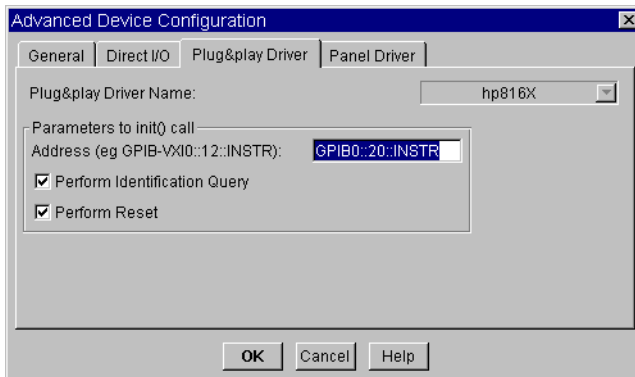 Advanced Device Configuration
General Direct I/O Plug&play Driver Panel Driver
Plug&play Driver Name: hp816X
Parameters to init() call
Address (eg GPIB-VXI0::12::INSTR): GPIB0::20::INSTR
Perform Identification Query
Perform Reset
OK Cancel Help